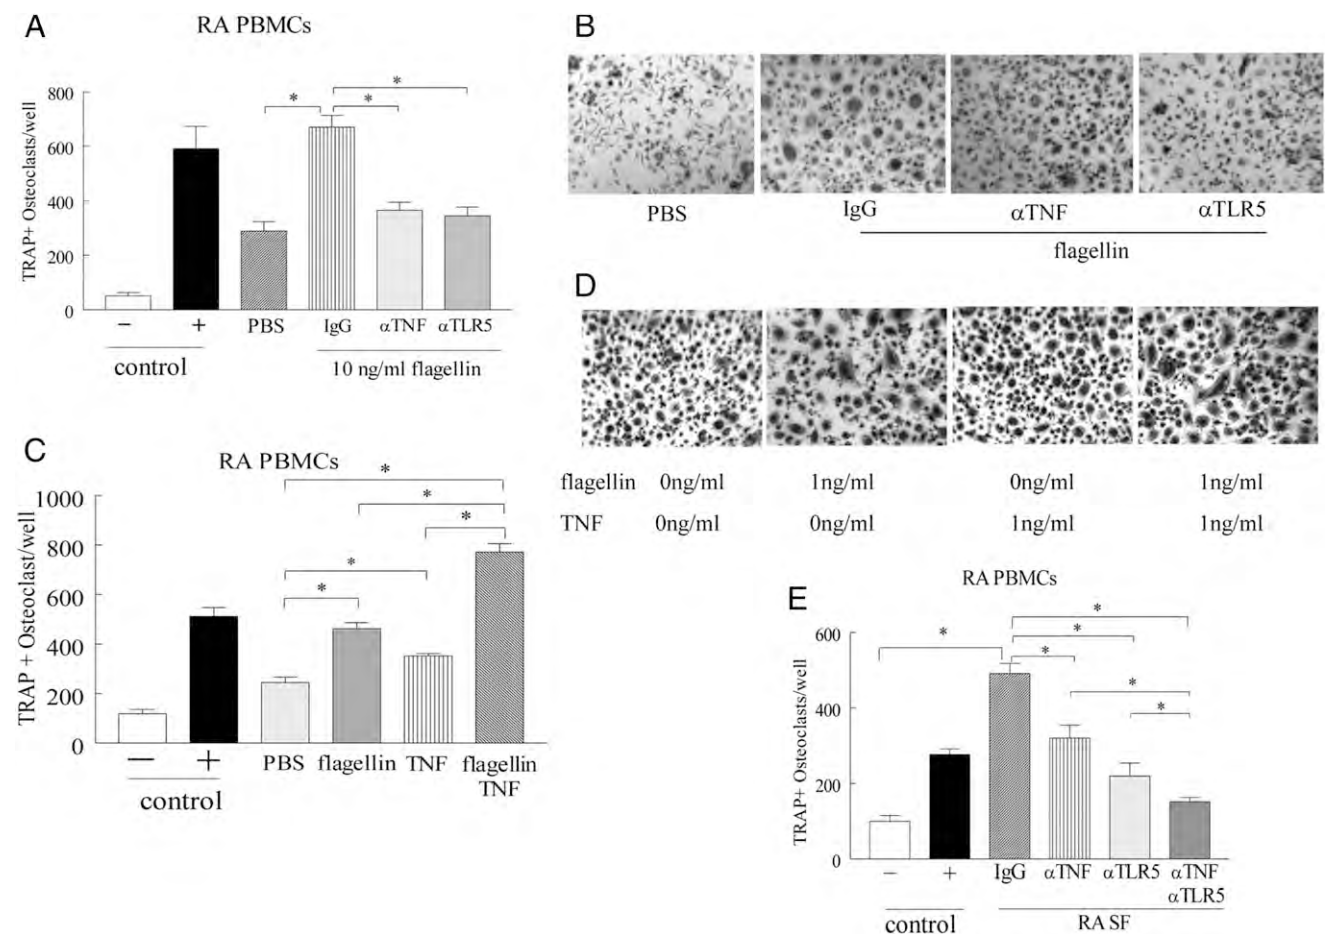 A
RA PBMCs
TRAP+ Osteoclasts/well
800
600
400
200
0
* * *
− + PBS IgG αTNF αTLR5
control 10 ng/ml flagellin
B
PBS IgG αTNF αTLR5
flagellin
C
RA PBMCs
TRAP + Osteoclast/well
1000
800
600
400
200
0
* * * * *
− + PBS flagellin TNF flagellin
TNF
control
D
flagellin 0ng/ml 1ng/ml 0ng/ml 1ng/ml
TNF 0ng/ml 0ng/ml 1ng/ml 1ng/ml
E
RA PBMCs
TRAP+ Osteoclasts/well
600
400
200
0
* * * * * *
− + IgG αTNF αTLR5 αTNF
αTLR5
control RA SF